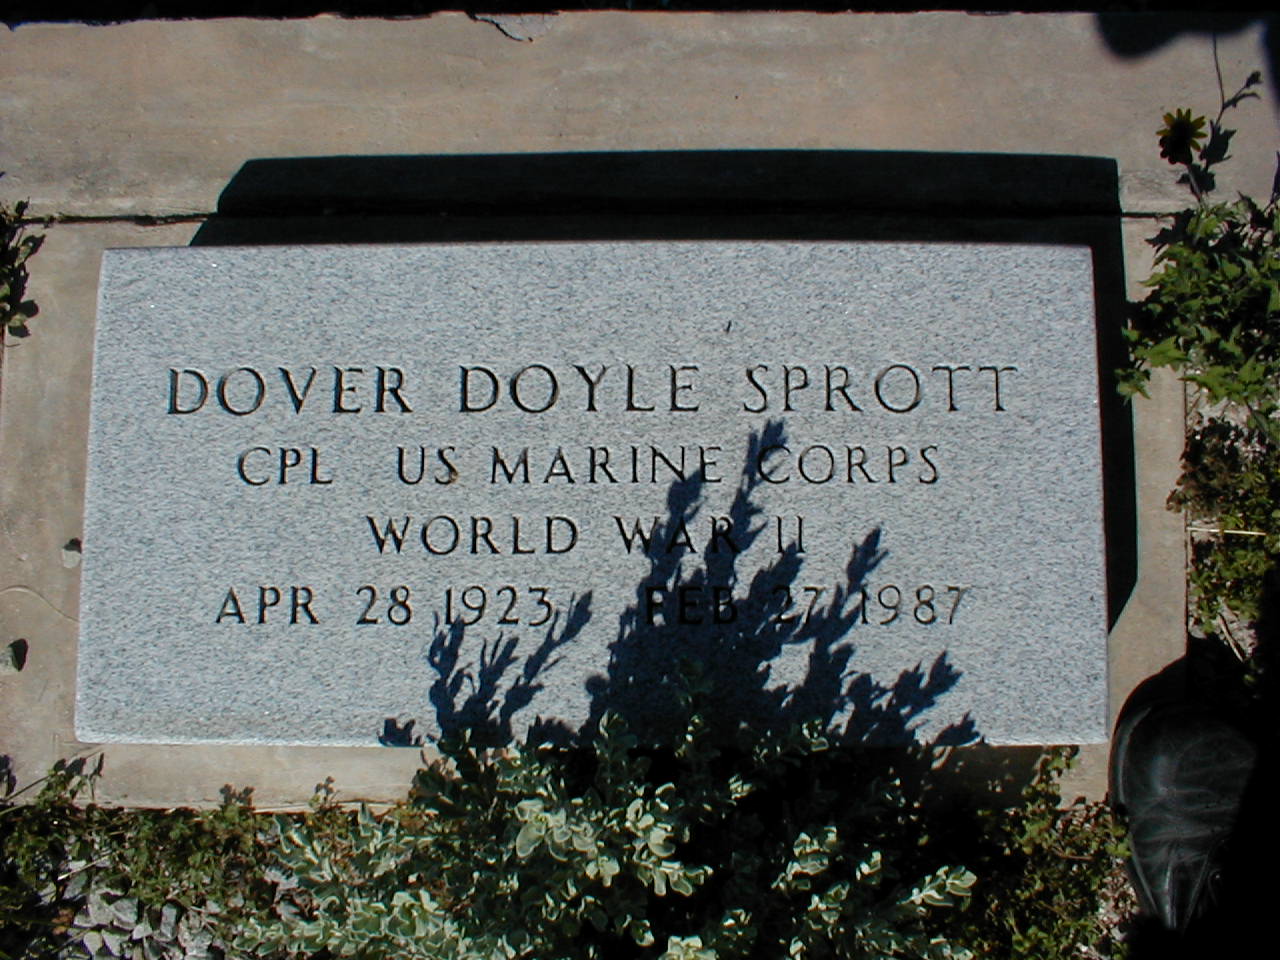 DOVER DOYLE SPROTT
CPL US MARINE CORPS
WORLD WAR II
APR 28 1923 FEB 27 1987